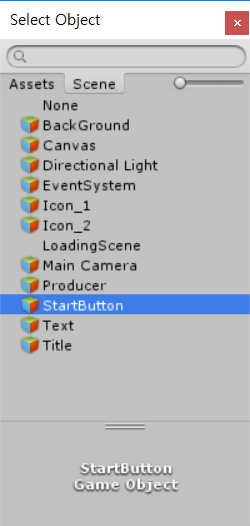 Select Object
Assets Scene
None
BackGround
Canvas
Directional Light
EventSystem
Icon_1
Icon_2
LoadingScene
Main Camera
Producer
StartButton
Text
Title
StartButton
Game Object